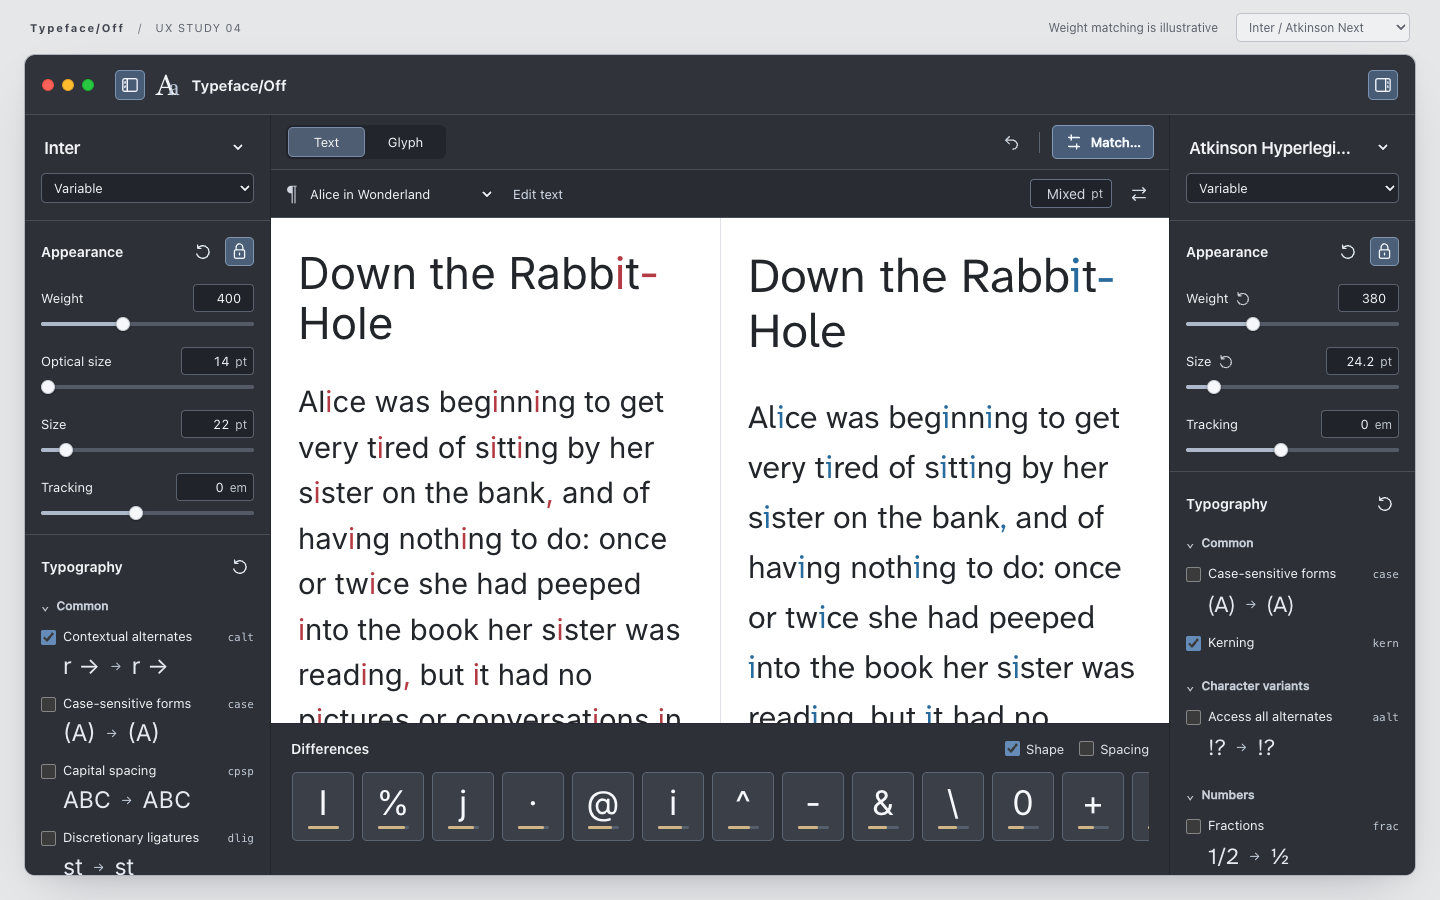 Typeface/Off / UX STUDY 04
Weight matching is illustrative Inter / Atkinson Next
Typeface/Off
Inter
Variable
Appearance
Weight 400
Optical size 14 pt
Size 22 pt
Tracking 0 em
Typography
Common
Contextual alternates calt
r → → r →
Case-sensitive forms case
(A) → (A)
Capital spacing cpsp
ABC → ABC
Discretionary ligatures dlig
st → st
Text Glyph Match...
¶ Alice in Wonderland Edit text Mixed pt
Down the Rabbit-
Hole
Alice was beginning to get
very tired of sitting by her
sister on the bank, and of
having nothing to do: once
or twice she had peeped
into the book her sister was
reading, but it had no
pictures or conversations in
Down the Rabbit-
Hole
Alice was beginning to get
very tired of sitting by her
sister on the bank, and of
having nothing to do: once
or twice she had peeped
into the book her sister was
reading, but it had no
Differences Shape Spacing
I % j · @ i ^ - & \ 0 +
Atkinson Hyperlegi...
Variable
Appearance
Weight 380
Size 24.2 pt
Tracking 0 em
Typography
Common
Case-sensitive forms case
(A) → (A)
Kerning kern
Character variants
Access all alternates aalt
!? → !?
Numbers
Fractions frac
1/2 → ½